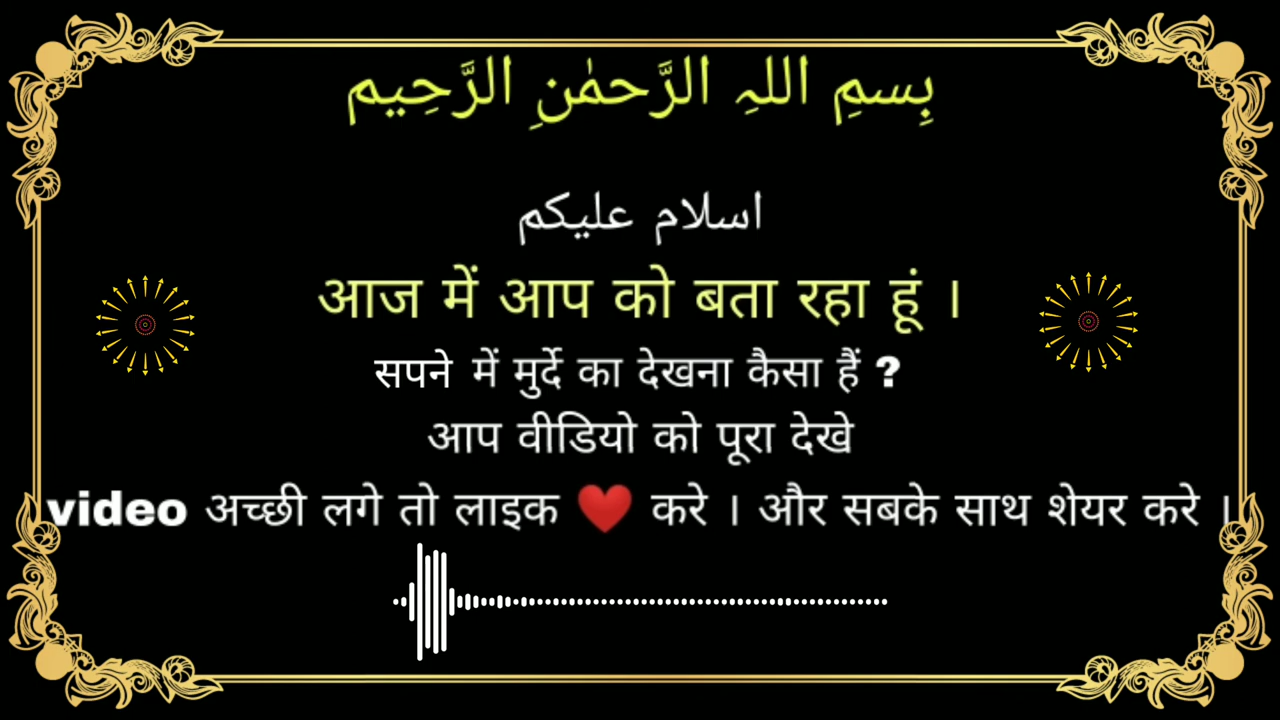 بِسمِ اللہِ الرَّحمٰنِ الرَّحِيم
اسلام علیکم
आज में आप को बता रहा हूं ।
सपने में मुर्दे का देखना कैसा हैं ?
आप वीडियो को पूरा देखे
video अच्छी लगे तो लाइक ❤️ करे । और सबके साथ शेयर करे ।